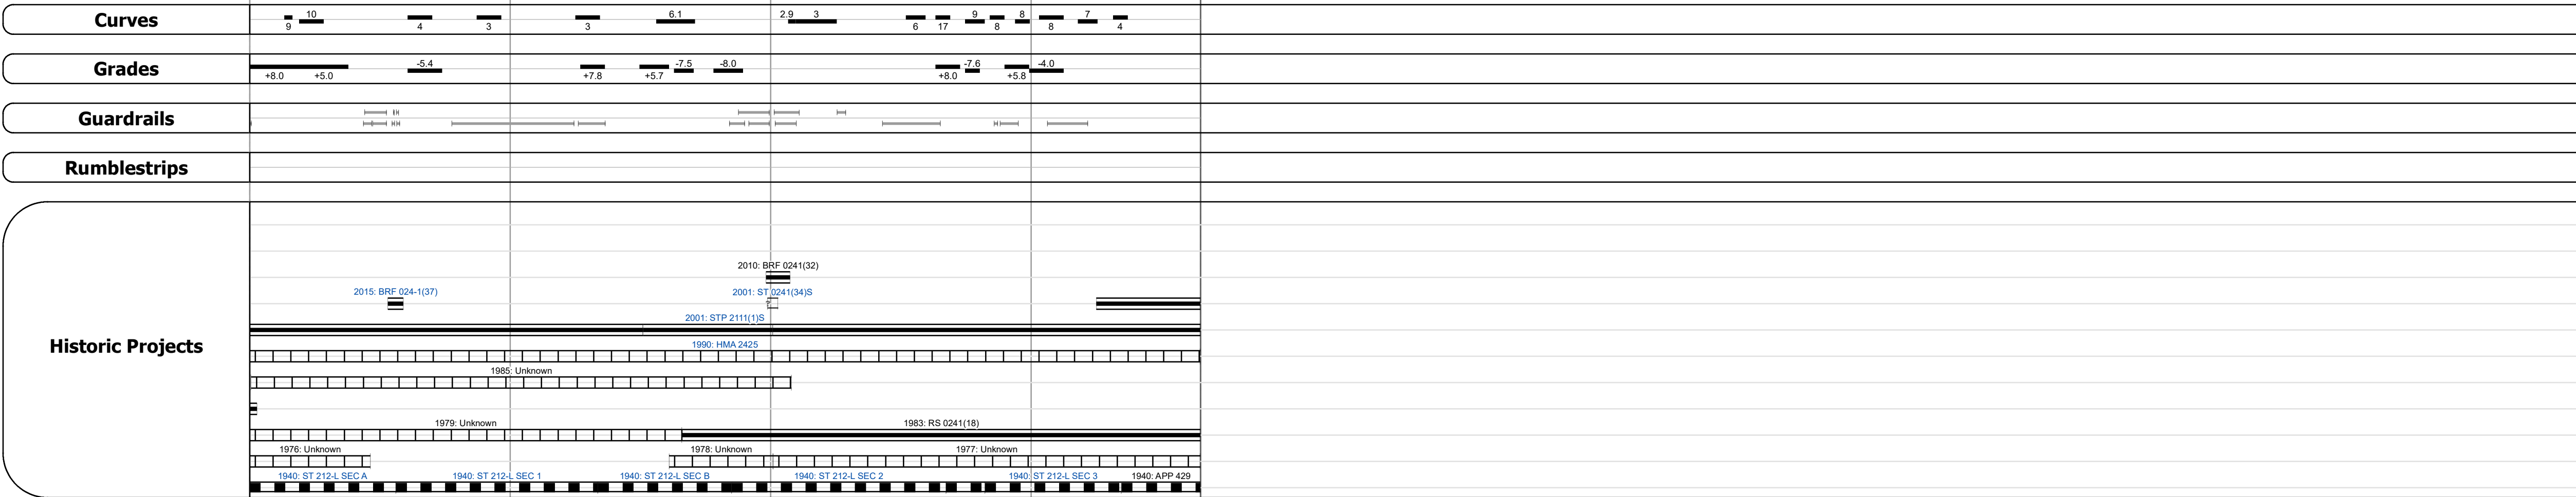 Curves
10 6.1 2.9 3 9 8 7
9 4 3 3 6 17 8 8 4
Grades
-5.4 -7.5 -8.0 -7.6 -4.0
+8.0 +5.0 +7.8 +5.7 +8.0 +5.8
Guardrails
Rumblestrips
Historic Projects
2010: BRF 0241(32)
2015: BRF 024-1(37) 2001: ST 0241(34)S
2001: STP 2111(1)S
1990: HMA 2425
1985: Unknown
1979: Unknown 1983: RS 0241(18)
1976: Unknown 1978: Unknown 1977: Unknown
1940: ST 212-L SEC A 1940: ST 212-L SEC 1 1940: ST 212-L SEC B 1940: ST 212-L SEC 2 1940: ST 212-L SEC 3 1940: APP 429